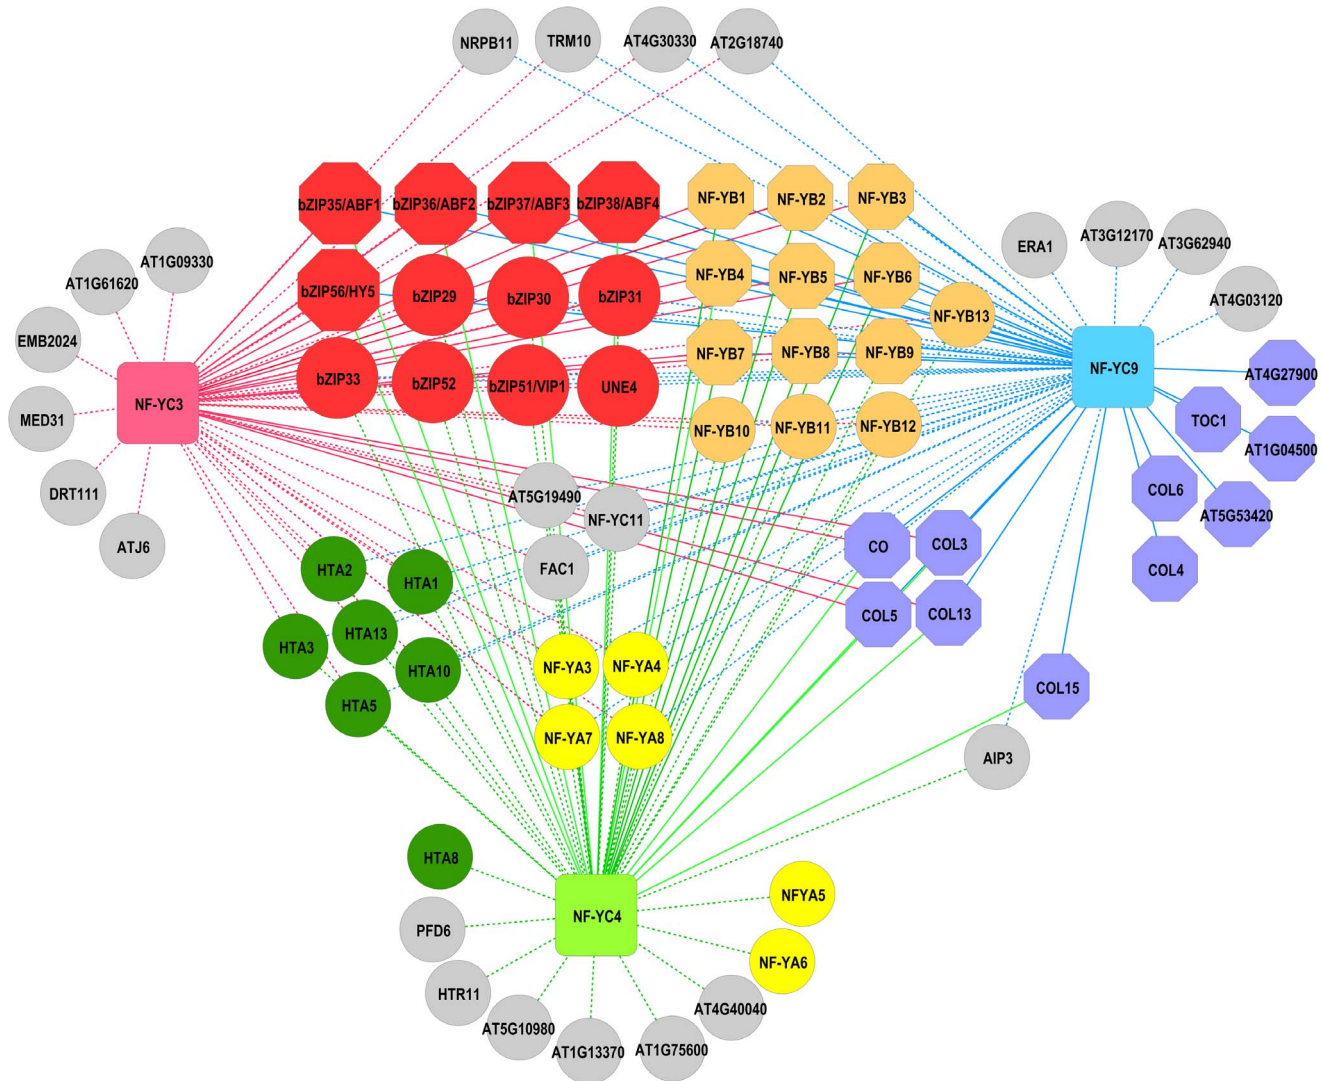 NRPB11
TRM10
AT4G30330
AT2G18740
bZIP35/ABF1
bZIP36/ABF2
bZIP37/ABF3
bZIP38/ABF4
NF-YB1
NF-YB2
NF-YB3
ERA1
AT3G12170
AT3G62940
AT1G09330
AT1G61620
bZIP56/HY5
bZIP29
bZIP30
bZIP31
NF-YB4
NF-YB5
NF-YB6
NF-YB13
AT4G03120
EMB2024
bZIP33
bZIP52
bZIP51/VIP1
UNE4
NF-YB7
NF-YB8
NF-YB9
NF-YC9
AT4G27900
NF-YC3
MED31
NF-YB10
NF-YB11
NF-YB12
TOC1
AT1G04500
DRT111
AT5G19490
NF-YC11
COL6
AT5G53420
ATJ6
CO
COL3
FAC1
COL4
HTA2
HTA1
COL5
COL13
HTA3
HTA13
HTA10
NF-YA3
NF-YA4
COL15
HTA5
NF-YA7
NF-YA8
AIP3
HTA8
NFYA5
NF-YC4
PFD6
NF-YA6
HTR11
AT4G40040
AT5G10980
AT1G13370
AT1G75600